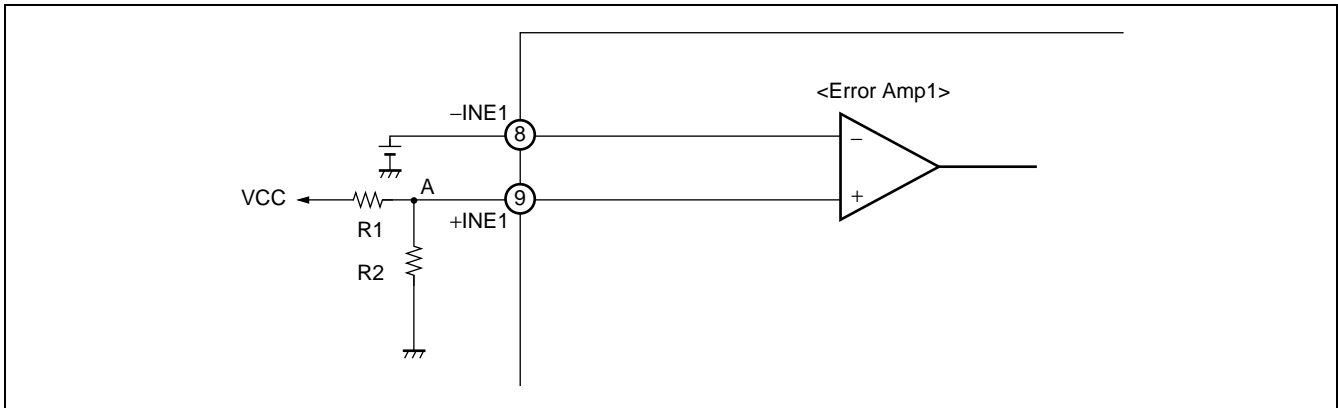 <Error Amp1>
−INE1
8
−
VCC
A
9
+
R1
+INE1
R2